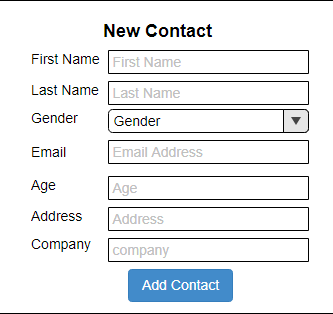 New Contact
First Name First Name
Last Name Last Name
Gender Gender
Email Email Address
Age Age
Address Address
Company company
Add Contact